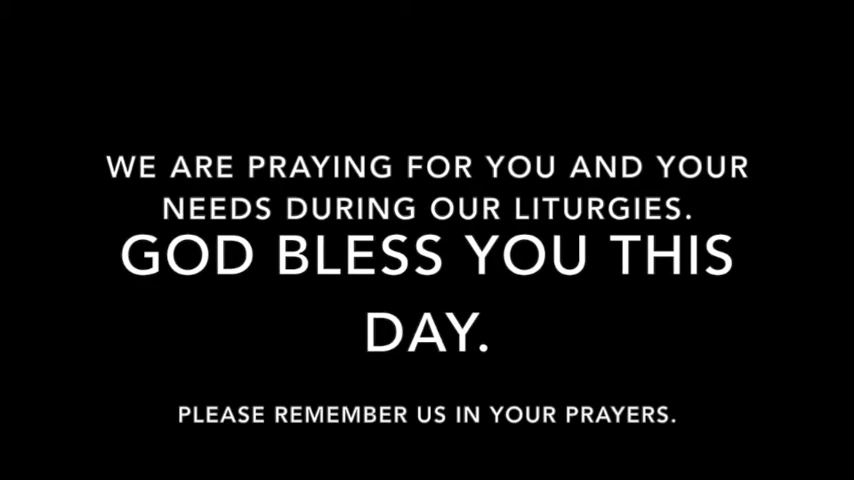 WE ARE PRAYING FOR YOU AND YOUR
NEEDS DURING OUR LITURGIES.
GOD BLESS YOU THIS
DAY.
PLEASE REMEMBER US IN YOUR PRAYERS.